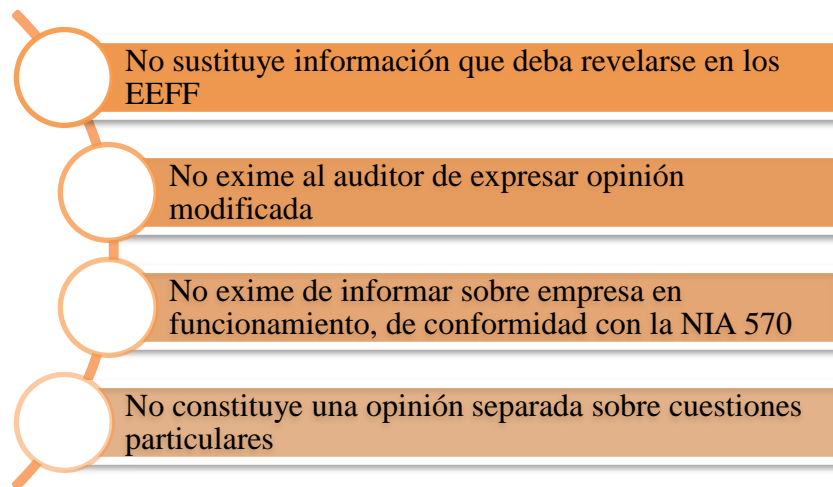 No sustituye información que deba revelarse en los
EEFF
No exime al auditor de expresar opinión
modificada
No exime de informar sobre empresa en
funcionamiento, de conformidad con la NIA 570
No constituye una opinión separada sobre cuestiones
particulares